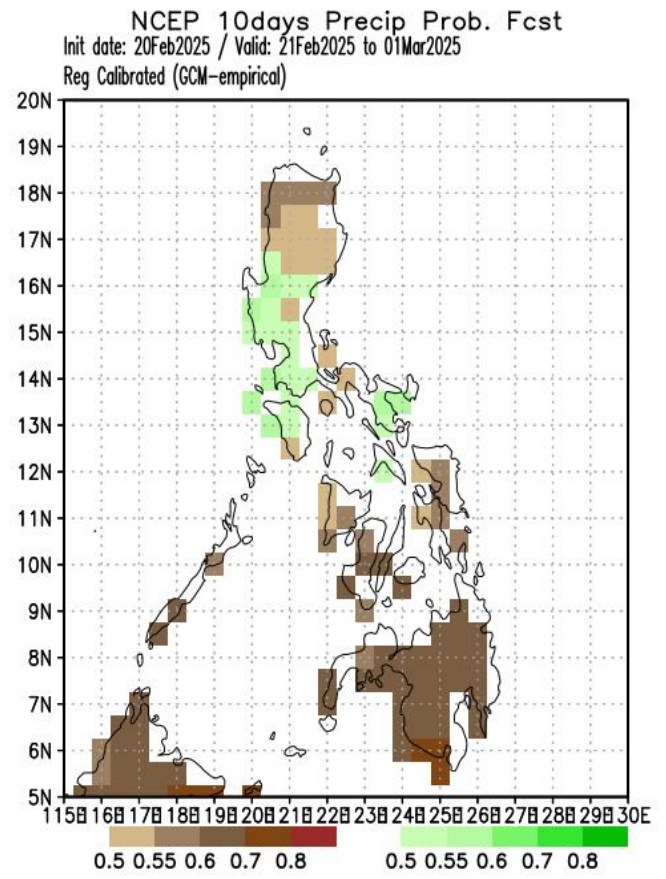 NCEP 10days Precip Prob. Fcst
Init date: 20Feb2025 / Valid: 21Feb2025 to 01Mar2025
Reg Calibrated (GCM-empirical)
20N
19N
18N
17N
16N
15N
14N
13N
12N
11N
10N
9N
8N
7N
6N
5N
115E 116E 117E 118E 119E 120E 121E 122E 123E 124E 125E 126E 127E 128E 129E 130E
0.5 0.55 0.6 0.7 0.8 0.5 0.55 0.6 0.7 0.8